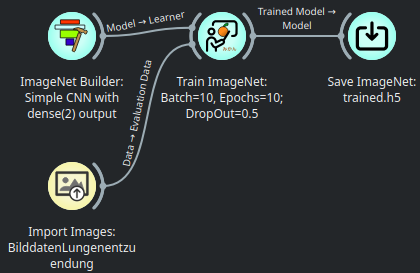 Model → Learner
Trained Model →
Model
ImageNet Builder:
Simple CNN with
dense(2) output
Train ImageNet:
Batch=10, Epochs=10;
DropOut=0.5
Save ImageNet:
trained.h5
Data → Evaluation Data
Import Images:
BilddatenLungenentzu
endung